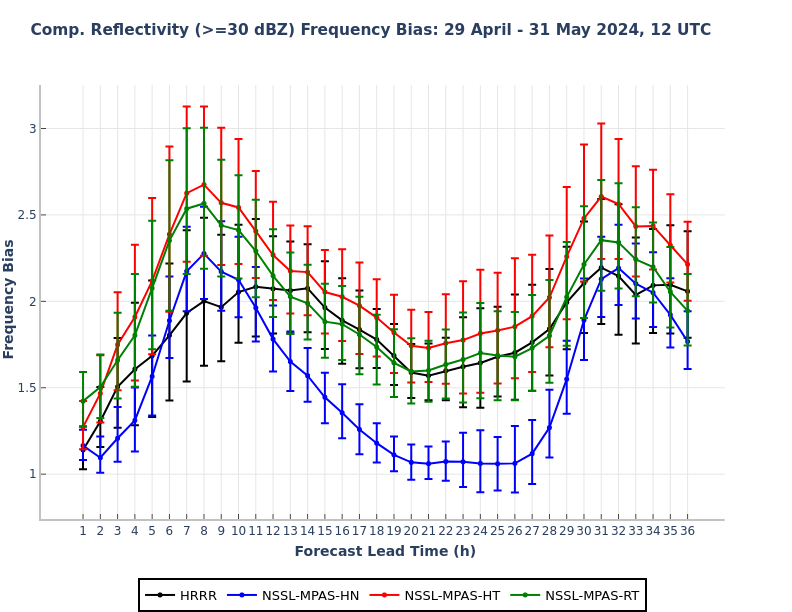 Comp. Reflectivity (>=30 dBZ) Frequency Bias: 29 April - 31 May 2024, 12 UTC
3
2.5
2
1.5
1
Frequency Bias
1 2 3 4 5 6 7 8 9 10 11 12 13 14 15 16 17 18 19 20 21 22 23 24 25 26 27 28 29 30 31 32 33 34 35 36
Forecast Lead Time (h)
HRRR NSSL-MPAS-HN NSSL-MPAS-HT NSSL-MPAS-RT